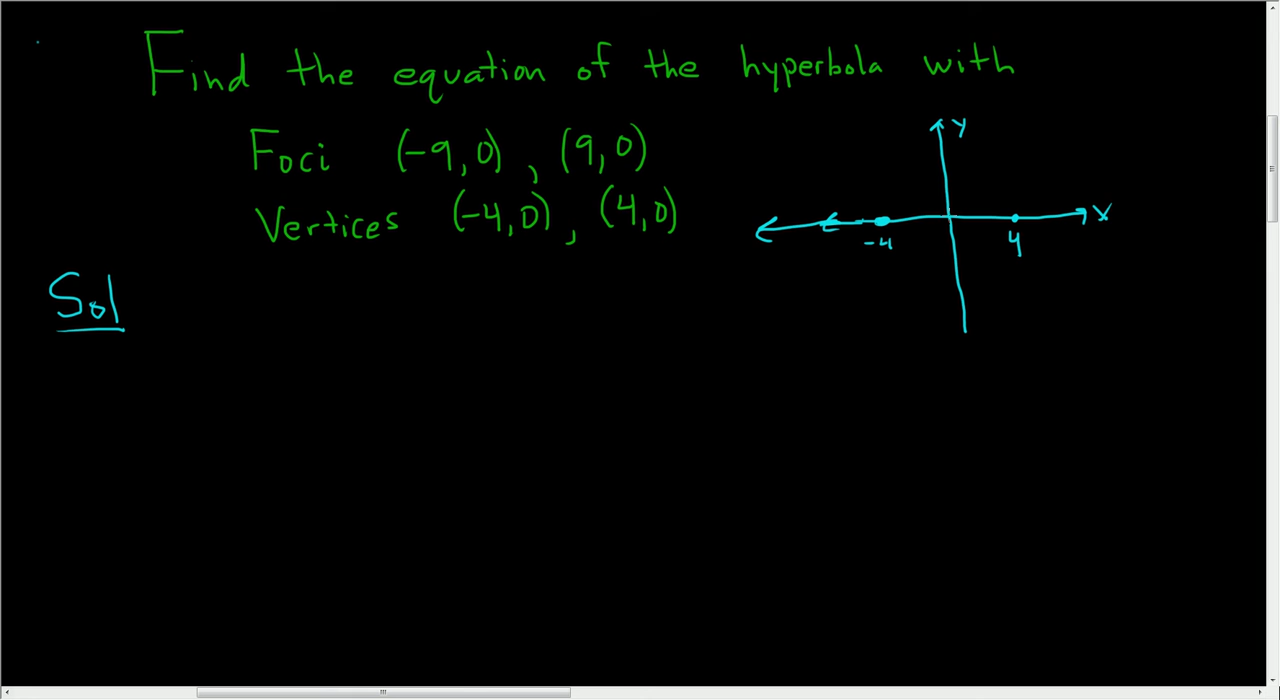 Find the equation of the hyperbola with
Foci (-9,0), (9,0)
Vertices (-4,0), (4,0)
Y
X
-4
4
Sol